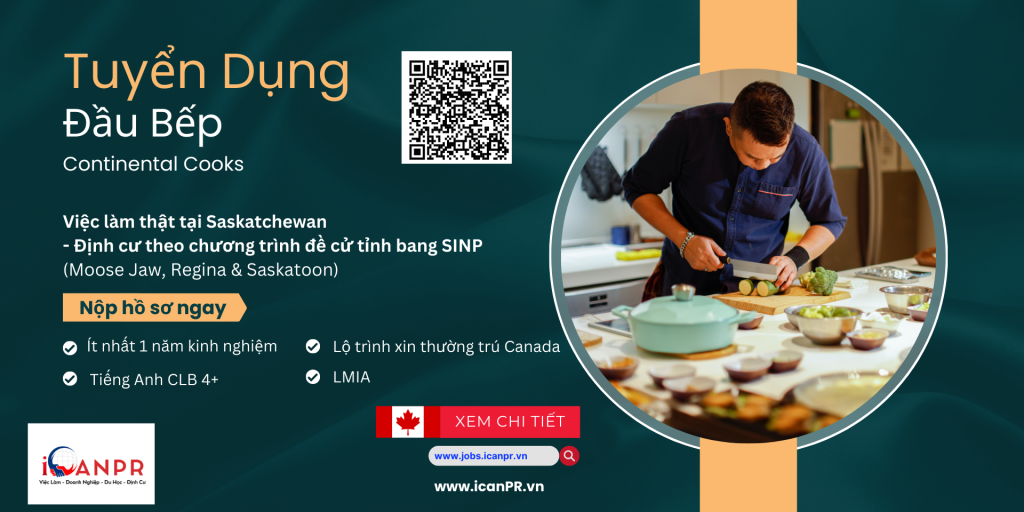 Tuyển Dụng
Đầu Bếp
Continental Cooks
Việc làm thật tại Saskatchewan
- Định cư theo chương trình đề cử tỉnh bang SINP
(Moose Jaw, Regina & Saskatoon)
Nộp hồ sơ ngay
Ít nhất 1 năm kinh nghiệm
Tiếng Anh CLB 4+
Lộ trình xin thường trú Canada
LMIA
XEM CHI TIẾT
www.jobs.icanpr.vn
www.icanPR.vn
iCANPR
Việc Làm - Doanh Nghiệp - Du Học - Định Cư